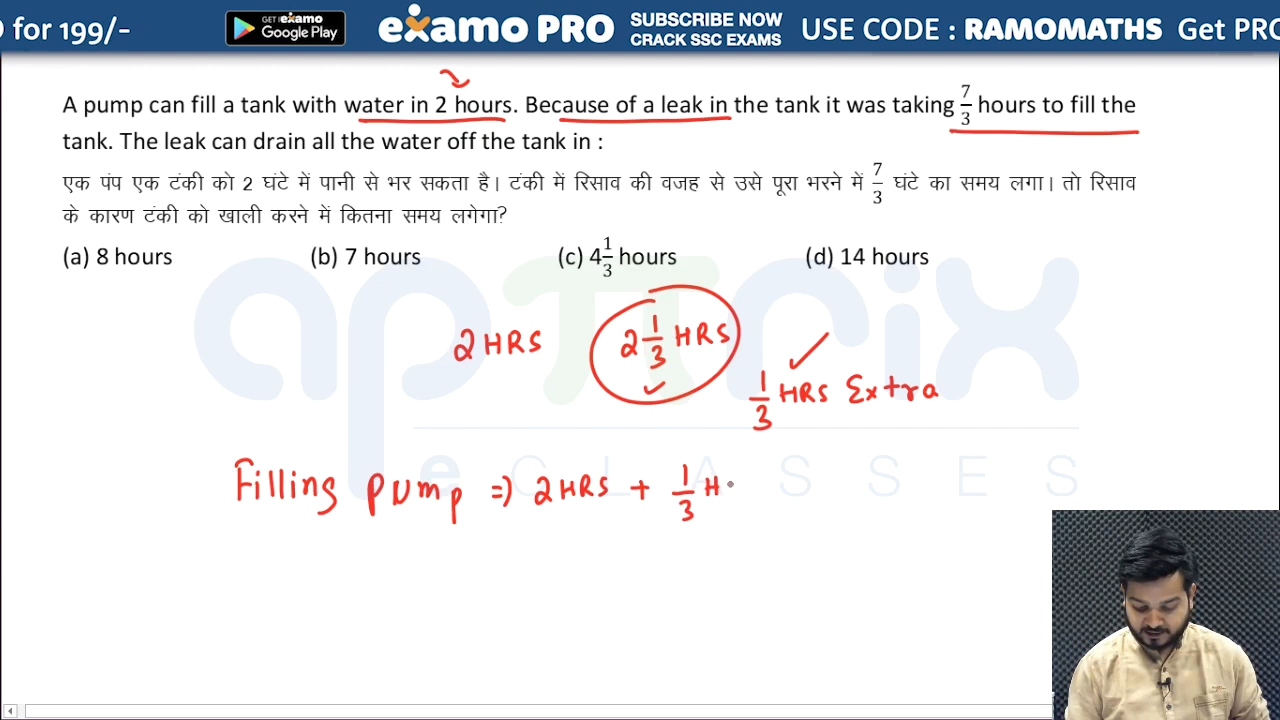 for 199/-
GET IT ON examo
Google Play
examo PRO
SUBSCRIBE NOW
CRACK SSC EXAMS
USE CODE : RAMOMATHS Get PRO
A pump can fill a tank with water in 2 hours. Because of a leak in the tank it was taking 7/3 hours to fill the
tank. The leak can drain all the water off the tank in :
एक पंप एक टंकी को 2 घंटे में पानी से भर सकता है। टंकी में रिसाव की वजह से उसे पूरा भरने में 7/3 घंटे का समय लगा। तो रिसाव
के कारण टंकी को खाली करने में कितना समय लगेगा?
(a) 8 hours (b) 7 hours (c) 4 1/3 hours (d) 14 hours
aptitrix
e CLASSES
2 HRS 2 1/3 HRS
1/3 HRS Extra
Filling pump => 2 HRS + 1/3 H